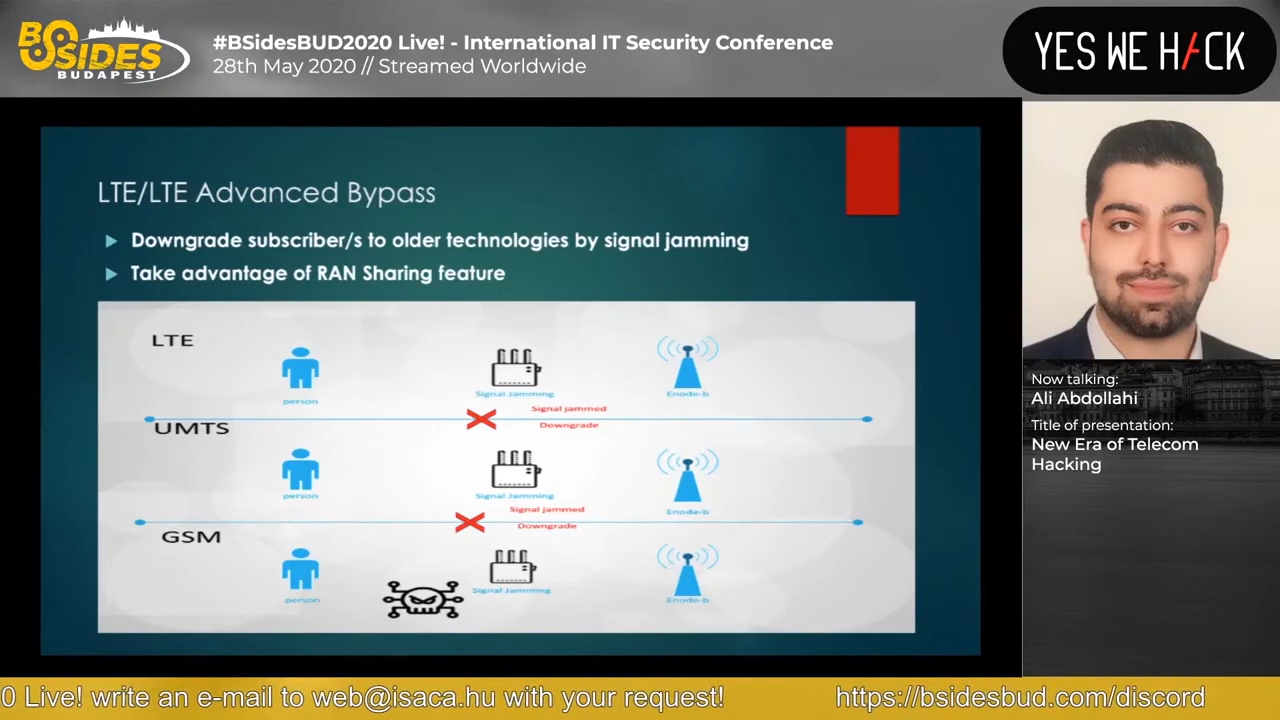 BSIDES
BUDAPEST
#BSidesBUD2020 Live! - International IT Security Conference
28th May 2020 // Streamed Worldwide
YES WE H/CK
LTE/LTE Advanced Bypass
Downgrade subscriber/s to older technologies by signal jamming
Take advantage of RAN Sharing feature
LTE
person
Signal Jamming
Enode-b
Signal jammed
Downgrade
UMTS
person
Signal Jamming
Enode-b
Signal jammed
Downgrade
GSM
person
Signal Jamming
Enode-b
Now talking:
Ali Abdollahi
Title of presentation:
New Era of Telecom
Hacking
0 Live! write an e-mail to web@isaca.hu with your request!
https://bsidesbud.com/discord